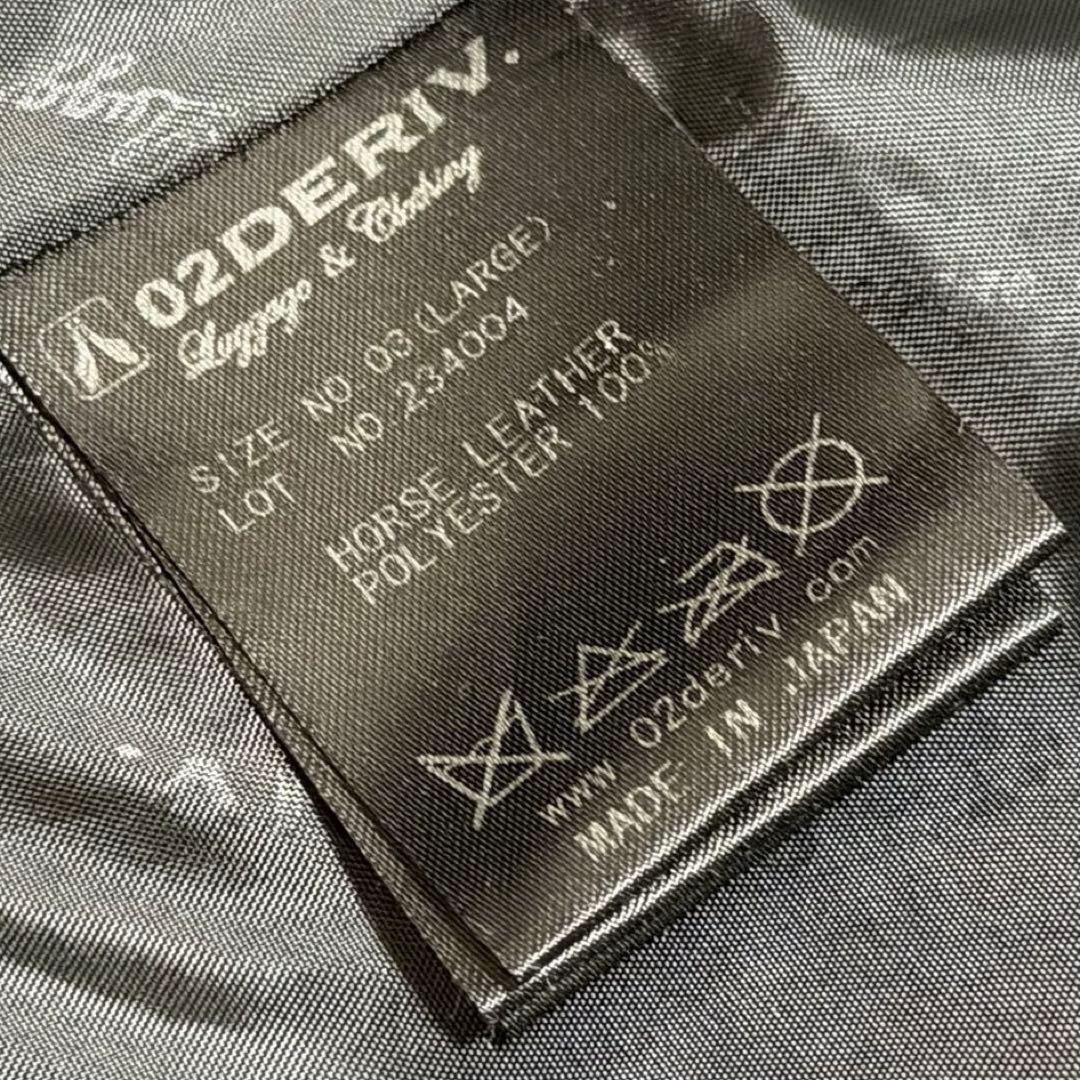 02DERIV.
Luggage & Clothing
SIZE NO 03 (LARGE)
LOT NO 234004
HORSE LEATHER
POLYESTER 100%
www 02deriv com
MADE IN JAPAN